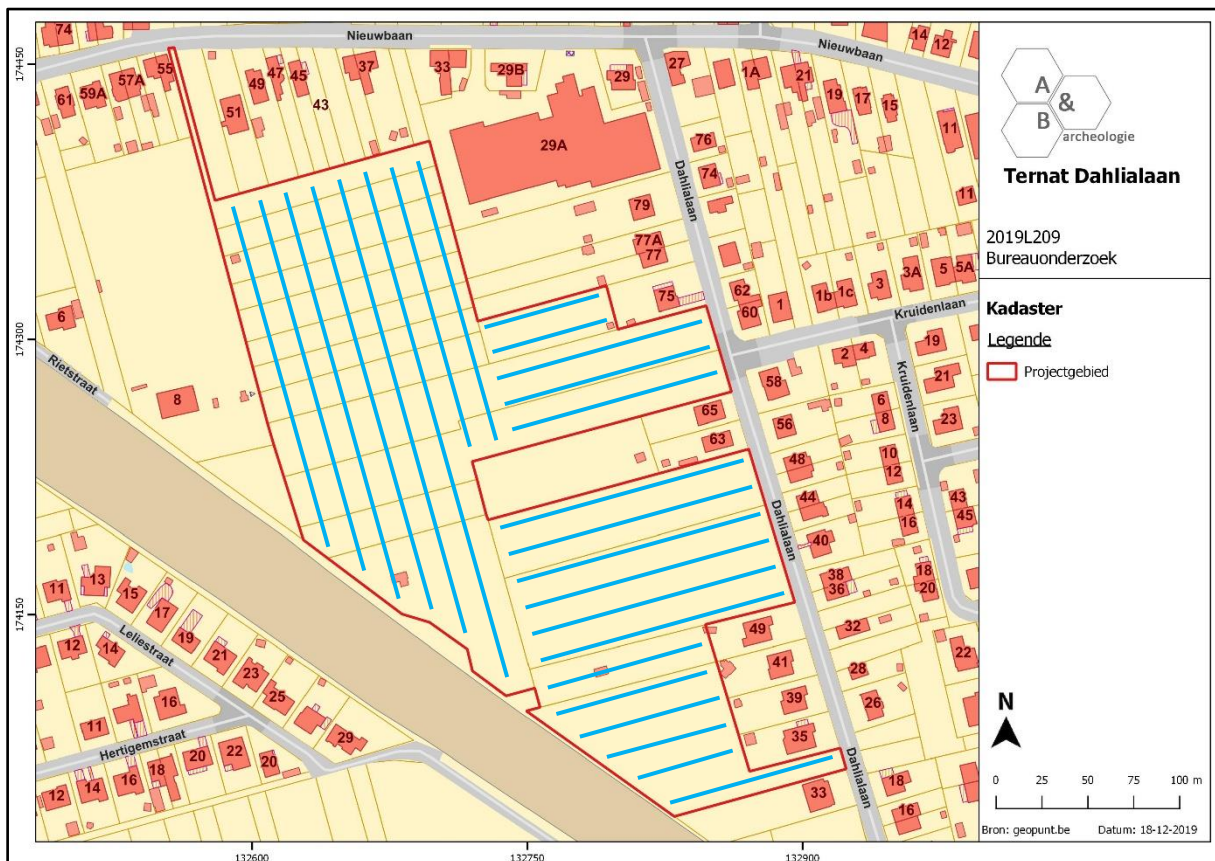 74
Nieuwbaan
Nieuwbaan
14
12
55
57A
59A
61
49
47
45
43
51
37
33
29B
29
29A
27
1A
21
19
17
15
11
11
76
74
79
77A
77
75
62
60
1
1b
1c
3
3A
5
5A
Dahlialaan
Kruidenlaan
6
Rietstraat
8
2
4
19
21
23
58
56
65
63
6
8
Kruidenlaan
10
12
48
44
14
16
43
45
40
Dahlialaan
38
36
18
20
11
13
15
17
19
21
23
25
29
12
14
16
Leliestraat
11
Hertigemstraat
12
14
16
18
20
22
20
49
41
39
35
33
32
28
26
22
Dahlialaan
18
16
174450
174300
174150
132600
132750
132900
A
&
B
archeologie
Ternat Dahlialaan
2019L209
Bureauonderzoek
Kadaster
Legende
Projectgebied
N
0 25 50 75 100 m
Bron: geopunt.be Datum: 18-12-2019